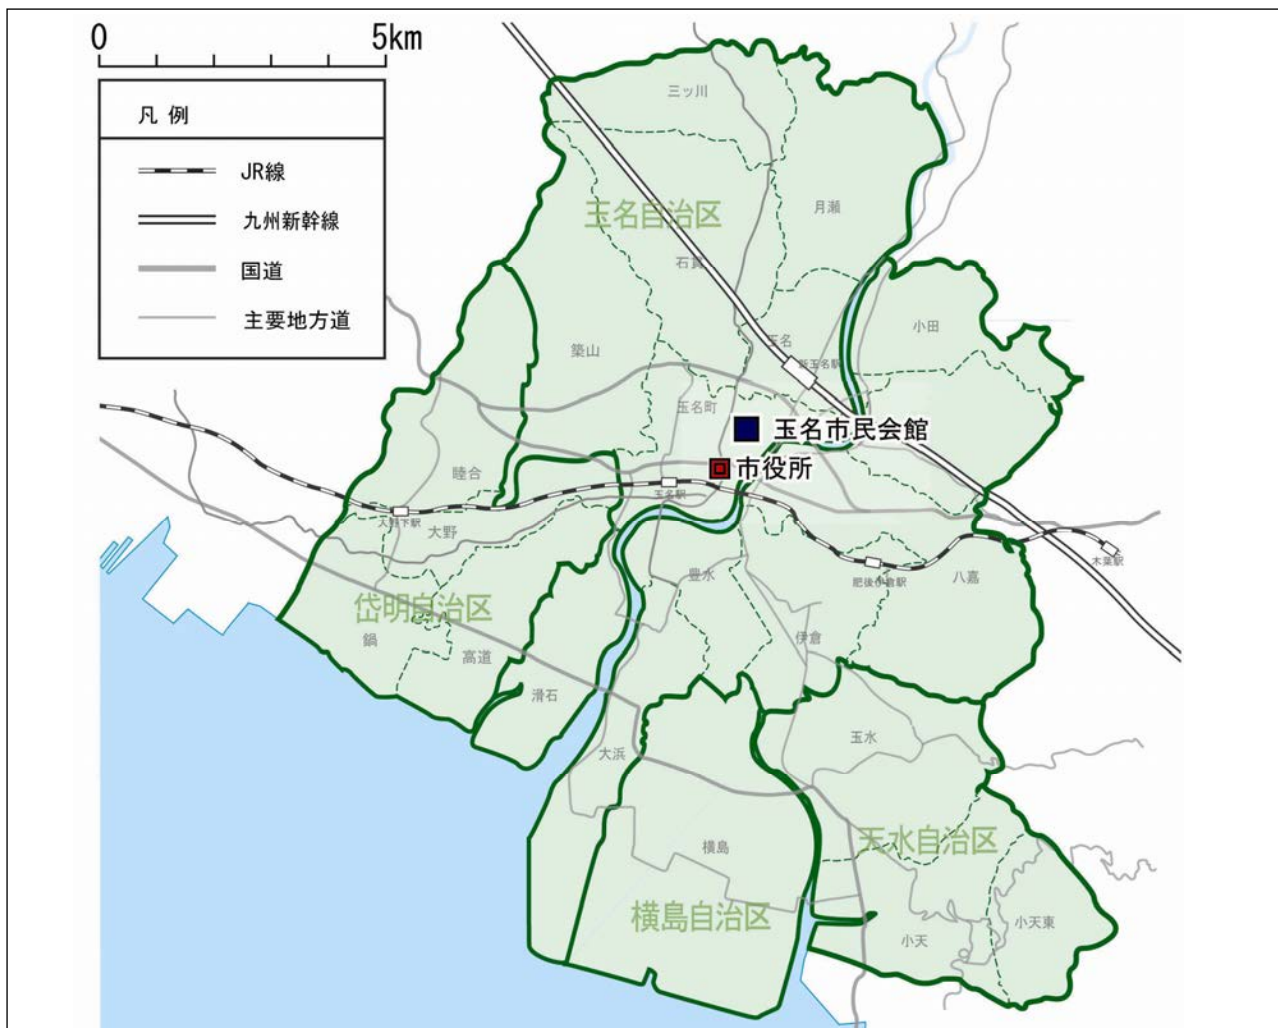 0 5km
凡例
JR線
九州新幹線
国道
主要地方道
三ッ川
玉名自治区
月瀬
石貫
小田
玉名
築山
新玉名駅
玉名町
玉名市民会館
市役所
睦合
玉名駅
大野下駅
大野
木葉駅
豊水
肥後伊倉駅
八嘉
岱明自治区
伊倉
鍋
高道
滑石
玉水
大浜
横島
天水自治区
横島自治区
小天東
小天